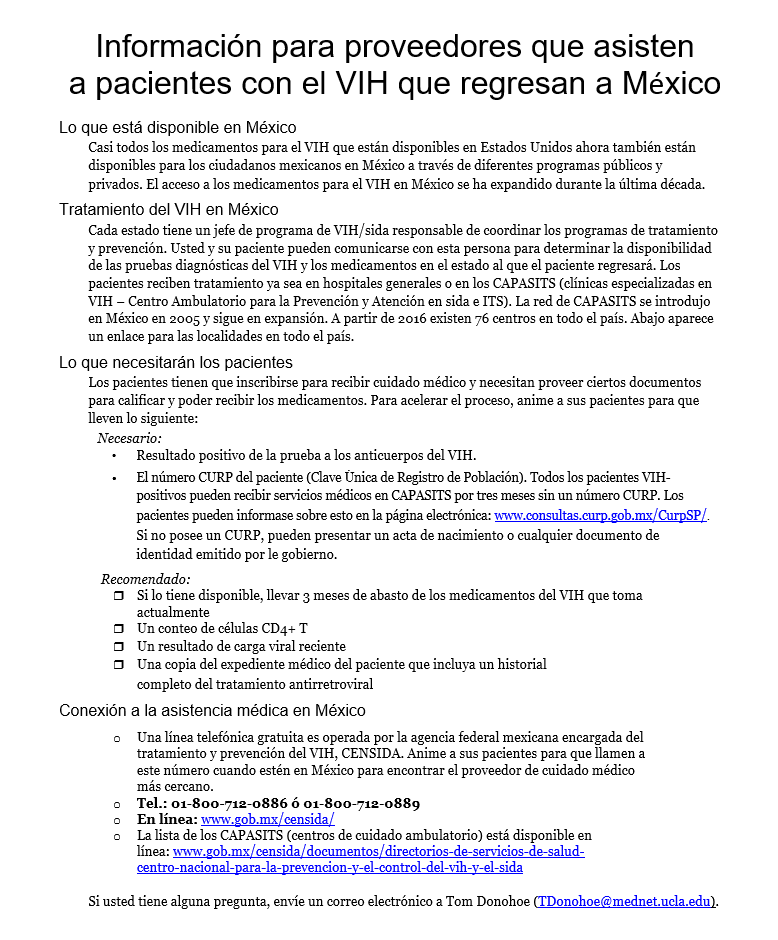 Información para proveedores que asisten
a pacientes con el VIH que regresan a México
Lo que está disponible en México
Casi todos los medicamentos para el VIH que están disponibles en Estados Unidos ahora también están
disponibles para los ciudadanos mexicanos en México a través de diferentes programas públicos y
privados. El acceso a los medicamentos para el VIH en México se ha expandido durante la última década.
Tratamiento del VIH en México
Cada estado tiene un jefe de programa de VIH/sida responsable de coordinar los programas de tratamiento
y prevención. Usted y su paciente pueden comunicarse con esta persona para determinar la disponibilidad
de las pruebas diagnósticas del VIH y los medicamentos en el estado al que el paciente regresará. Los
pacientes reciben tratamiento ya sea en hospitales generales o en los CAPASITS (clínicas especializadas en
VIH – Centro Ambulatorio para la Prevención y Atención en sida e ITS). La red de CAPASITS se introdujo
en México en 2005 y sigue en expansión. A partir de 2016 existen 76 centros en todo el país. Abajo aparece
un enlace para las localidades en todo el país.
Lo que necesitarán los pacientes
Los pacientes tienen que inscribirse para recibir cuidado médico y necesitan proveer ciertos documentos
para calificar y poder recibir los medicamentos. Para acelerar el proceso, anime a sus pacientes para que
lleven lo siguiente:
Necesario:
• Resultado positivo de la prueba a los anticuerpos del VIH.
• El número CURP del paciente (Clave Única de Registro de Población). Todos los pacientes VIH-
positivos pueden recibir servicios médicos en CAPASITS por tres meses sin un número CURP. Los
pacientes pueden informase sobre esto en la página electrónica: www.consultas.curp.gob.mx/CurpSP/.
Si no posee un CURP, pueden presentar un acta de nacimiento o cualquier documento de
identidad emitido por le gobierno.
Recomendado:
❒ Si lo tiene disponible, llevar 3 meses de abasto de los medicamentos del VIH que toma
actualmente
❒ Un conteo de células CD4+ T
❒ Un resultado de carga viral reciente
❒ Una copia del expediente médico del paciente que incluya un historial
completo del tratamiento antirretroviral
Conexión a la asistencia médica en México
o Una línea telefónica gratuita es operada por la agencia federal mexicana encargada del
tratamiento y prevención del VIH, CENSIDA. Anime a sus pacientes para que llamen a
este número cuando estén en México para encontrar el proveedor de cuidado médico
más cercano.
o Tel.: 01-800-712-0886 ó 01-800-712-0889
o En línea: www.gob.mx/censida/
o La lista de los CAPASITS (centros de cuidado ambulatorio) está disponible en
línea: www.gob.mx/censida/documentos/directorios-de-servicios-de-salud-
centro-nacional-para-la-prevencion-y-el-control-del-vih-y-el-sida
Si usted tiene alguna pregunta, envíe un correo electrónico a Tom Donohoe (TDonohoe@mednet.ucla.edu).